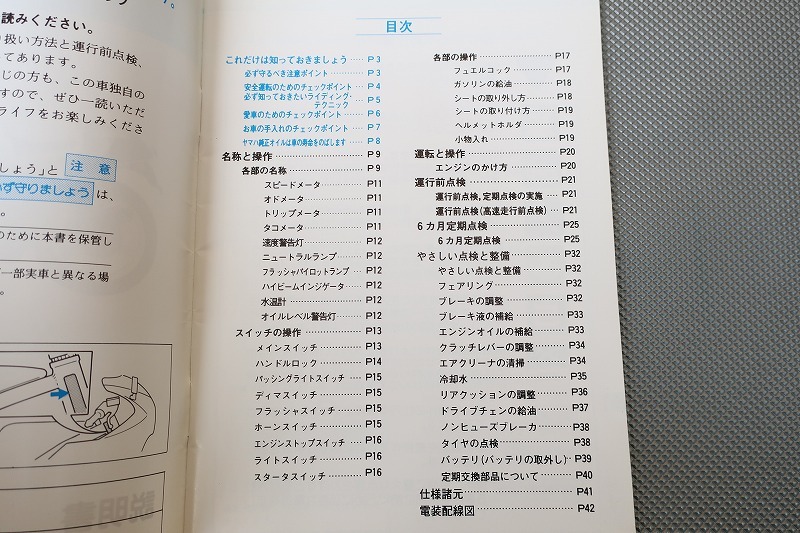 読みください。
扱い方法と運行前点検、
てあります。
じの方も、この車独自の
すので、ぜひ一読いただ
ライフをお楽しみくださ
しょう」と 注 意
必ず守りましょう は、
のために本書を保管し
一部実車と異なる場
目次
これだけは知っておきましょう P 3
必ず守るべき注意ポイント P 3
安全運転のためのチェックポイント P 4
必ず知っておきたいライディング・
テクニック P 5
愛車のためのチェックポイント P 6
お車の手入れのチェックポイント P 7
ヤマハ純正オイルは車の寿命をのばします P 8
名称と操作 P 9
各部の名称 P 9
スピードメータ P11
オドメータ P11
トリップメータ P11
タコメータ P11
速度警告灯 P12
ニュートラルランプ P12
フラッシャパイロットランプ P12
ハイビームインジゲータ P12
水温計 P12
オイルレベル警告灯 P12
スイッチの操作 P13
メインスイッチ P13
ハンドルロック P14
パッシングライトスイッチ P15
ディマスイッチ P15
フラッシャスイッチ P15
ホーンスイッチ P15
エンジンストップスイッチ P16
ライトスイッチ P16
スタータスイッチ P16
各部の操作 P17
フュエルコック P17
ガソリンの給油 P18
シートの取り外し方 P18
シートの取り付け方 P19
ヘルメットホルダ P19
小物入れ P19
運転と操作 P20
エンジンのかけ方 P20
運行前点検 P21
運行前点検，定期点検の実施 P21
運行前点検(高速走行前点検) P21
6カ月定期点検 P25
6カ月定期点検 P25
やさしい点検と整備 P32
やさしい点検と整備 P32
フェアリング P32
ブレーキの調整 P32
ブレーキ液の補給 P33
エンジンオイルの補給 P33
クラッチレバーの調整 P34
エアクリーナの清掃 P34
冷却水 P35
リアクッションの調整 P36
ドライブチェンの給油 P37
ノンヒューズブレーカ P38
タイヤの点検 P38
バッテリ(バッテリの取外し) P39
定期交換部品について P40
仕様諸元 P41
電装配線図 P42